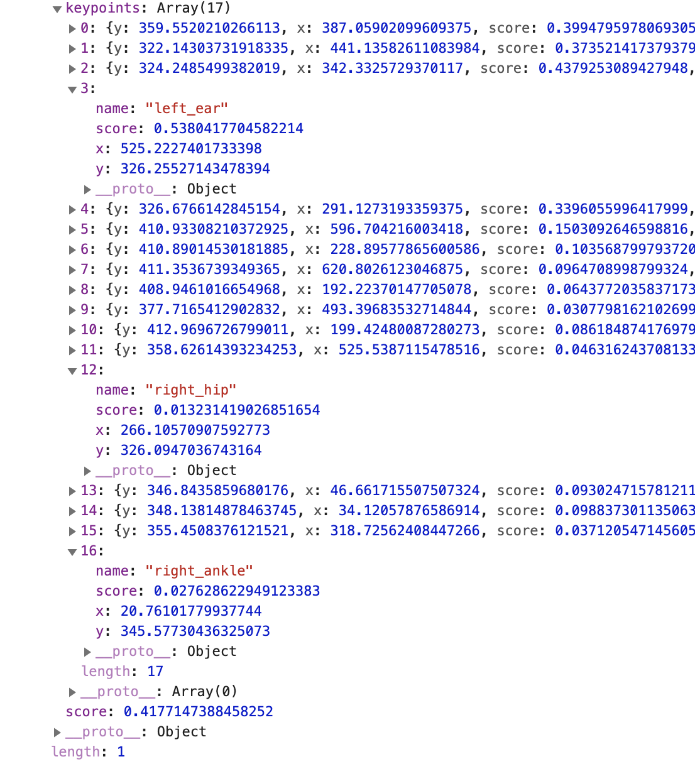 ▼keypoints: Array(17)
▶0: {y: 359.5520210266113, x: 387.05902099609375, score: 0.3994795978069305
▶1: {y: 322.14303731918335, x: 441.13582611083984, score: 0.373521417379379
▶2: {y: 324.2485499382019, x: 342.3325729370117, score: 0.4379253089427948,
▼3:
name: "left_ear"
score: 0.5380417704582214
x: 525.2227401733398
y: 326.25527143478394
▶__proto__: Object
▶4: {y: 326.6766142845154, x: 291.1273193359375, score: 0.3396055996417999,
▶5: {y: 410.93308210372925, x: 596.704216003418, score: 0.1503092646598816,
▶6: {y: 410.89014530181885, x: 228.89577865600586, score: 0.103568799793720
▶7: {y: 411.3536739349365, x: 620.8026123046875, score: 0.0964708998799324,
▶8: {y: 408.9461016654968, x: 192.22370147705078, score: 0.0643772035837173
▶9: {y: 377.7165412902832, x: 493.39683532714844, score: 0.0307798162102699
▶10: {y: 412.9696726799011, x: 199.42480087280273, score: 0.086184874176979
▶11: {y: 358.62614393234253, x: 525.5387115478516, score: 0.046316243708133
▼12:
name: "right_hip"
score: 0.013231419026851654
x: 266.10570907592773
y: 326.0947036743164
▶__proto__: Object
▶13: {y: 346.8435859680176, x: 46.661715507507324, score: 0.093024715781211
▶14: {y: 348.13814878463745, x: 34.12057876586914, score: 0.098837301135063
▶15: {y: 355.4508376121521, x: 318.72562408447266, score: 0.037120547145605
▼16:
name: "right_ankle"
score: 0.027628622949123383
x: 20.76101779937744
y: 345.57730436325073
▶__proto__: Object
length: 17
▶__proto__: Array(0)
score: 0.4177147388458252
▶__proto__: Object
length: 1